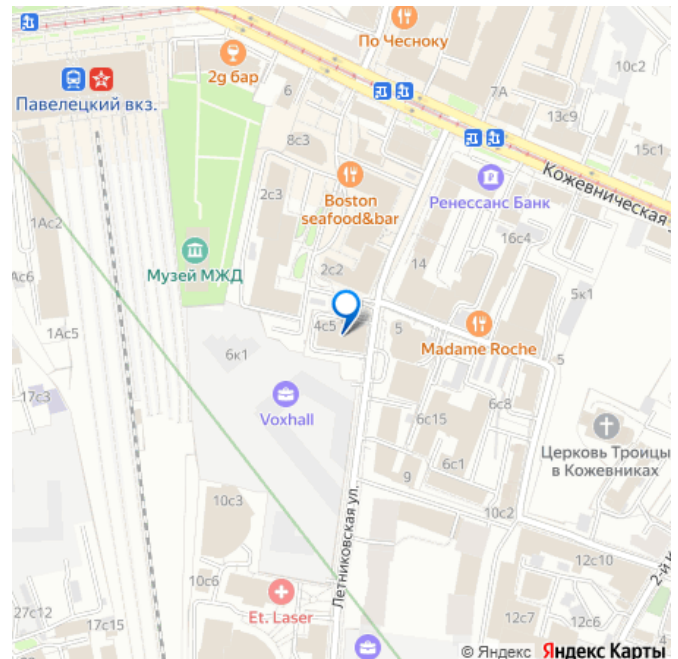 По Чесноку
10с2
2g бар
Павелецкий вкз.
6
7А
13с9
8с3
15с1
Кожевническая
Ренессанс Банк
2с3
Boston
seafood&bar
1Ас2
16с4
Музей МЖД
2с2
14
1Ас6
5к1
4с5
5
1Ас5
Madame Roche
6к1
5
17с3
Voxhall
6с8
6с15
Церковь Троицы
в Кожевниках
6с1
9
10с3
10с2
Летниковская ул.
12с10
2-й К
10с6
Et. Laser
27с12
17с15
12с7
12с6
© Яндекс Яндекс Карты